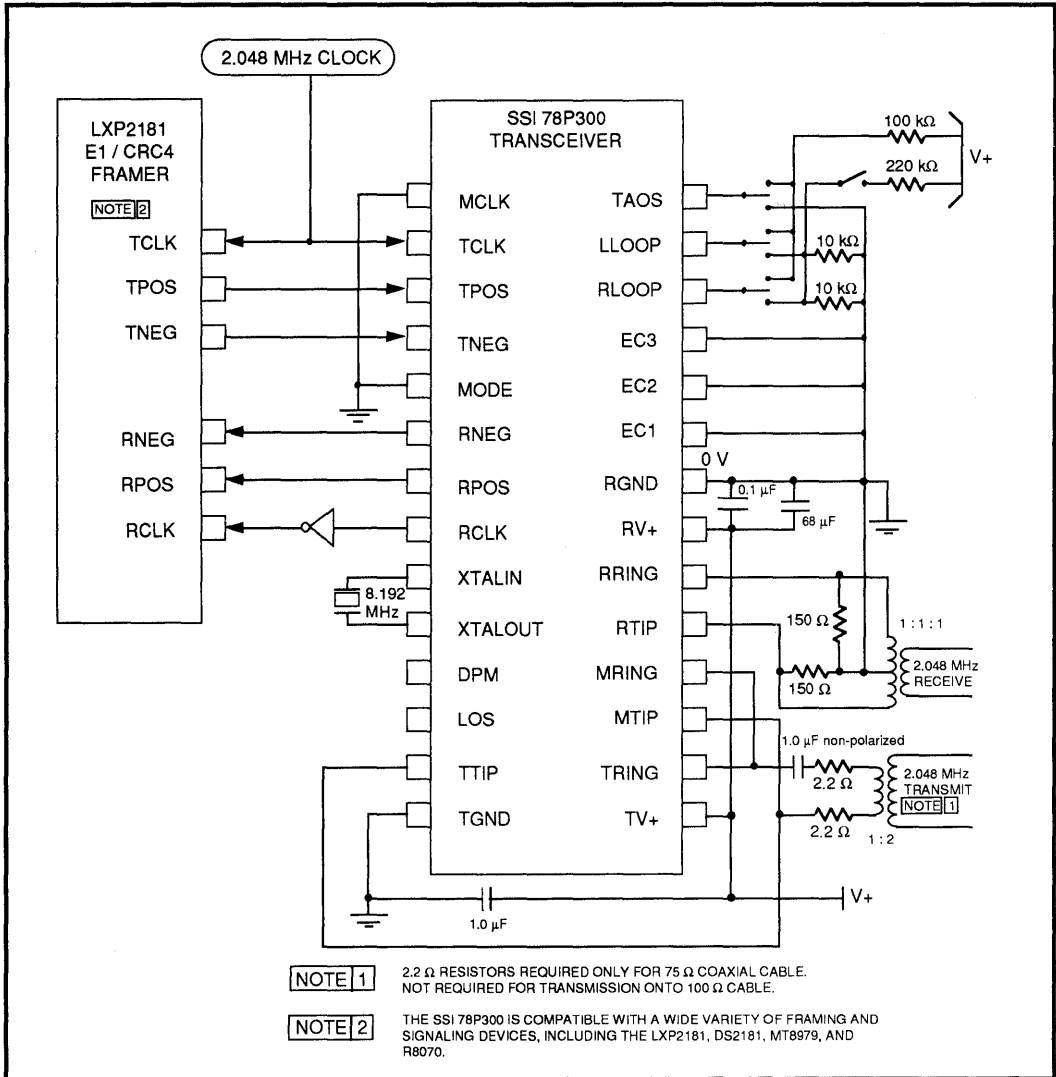 2.048 MHz CLOCK
LXP2181
E1 / CRC4
FRAMER
NOTE 2
TCLK
TPOS
TNEG
RNEG
RPOS
RCLK
SSI 78P300
TRANSCEIVER
MCLK
TCLK
TPOS
TNEG
MODE
RNEG
RPOS
RCLK
XTALIN
XTALOUT
DPM
LOS
TTIP
TGND
TAOS
LLOOP
RLOOP
EC3
EC2
EC1
RGND
RV+
RRING
RTIP
MRING
MTIP
TRING
TV+
8.192
MHz
100 kΩ
220 kΩ
V+
10 kΩ
10 kΩ
0 V
0.1 µF
68 µF
150 Ω
150 Ω
1 : 1 : 1
2.048 MHz
RECEIVE
1.0 µF non-polarized
2.2 Ω
2.2 Ω
2.048 MHz
TRANSMIT
NOTE 1
1 : 2
V+
1.0 µF
NOTE 1 2.2 Ω RESISTORS REQUIRED ONLY FOR 75 Ω COAXIAL CABLE.
NOT REQUIRED FOR TRANSMISSION ONTO 100 Ω CABLE.
NOTE 2 THE SSI 78P300 IS COMPATIBLE WITH A WIDE VARIETY OF FRAMING AND
SIGNALING DEVICES, INCLUDING THE LXP2181, DS2181, MT8979, AND
R8070.